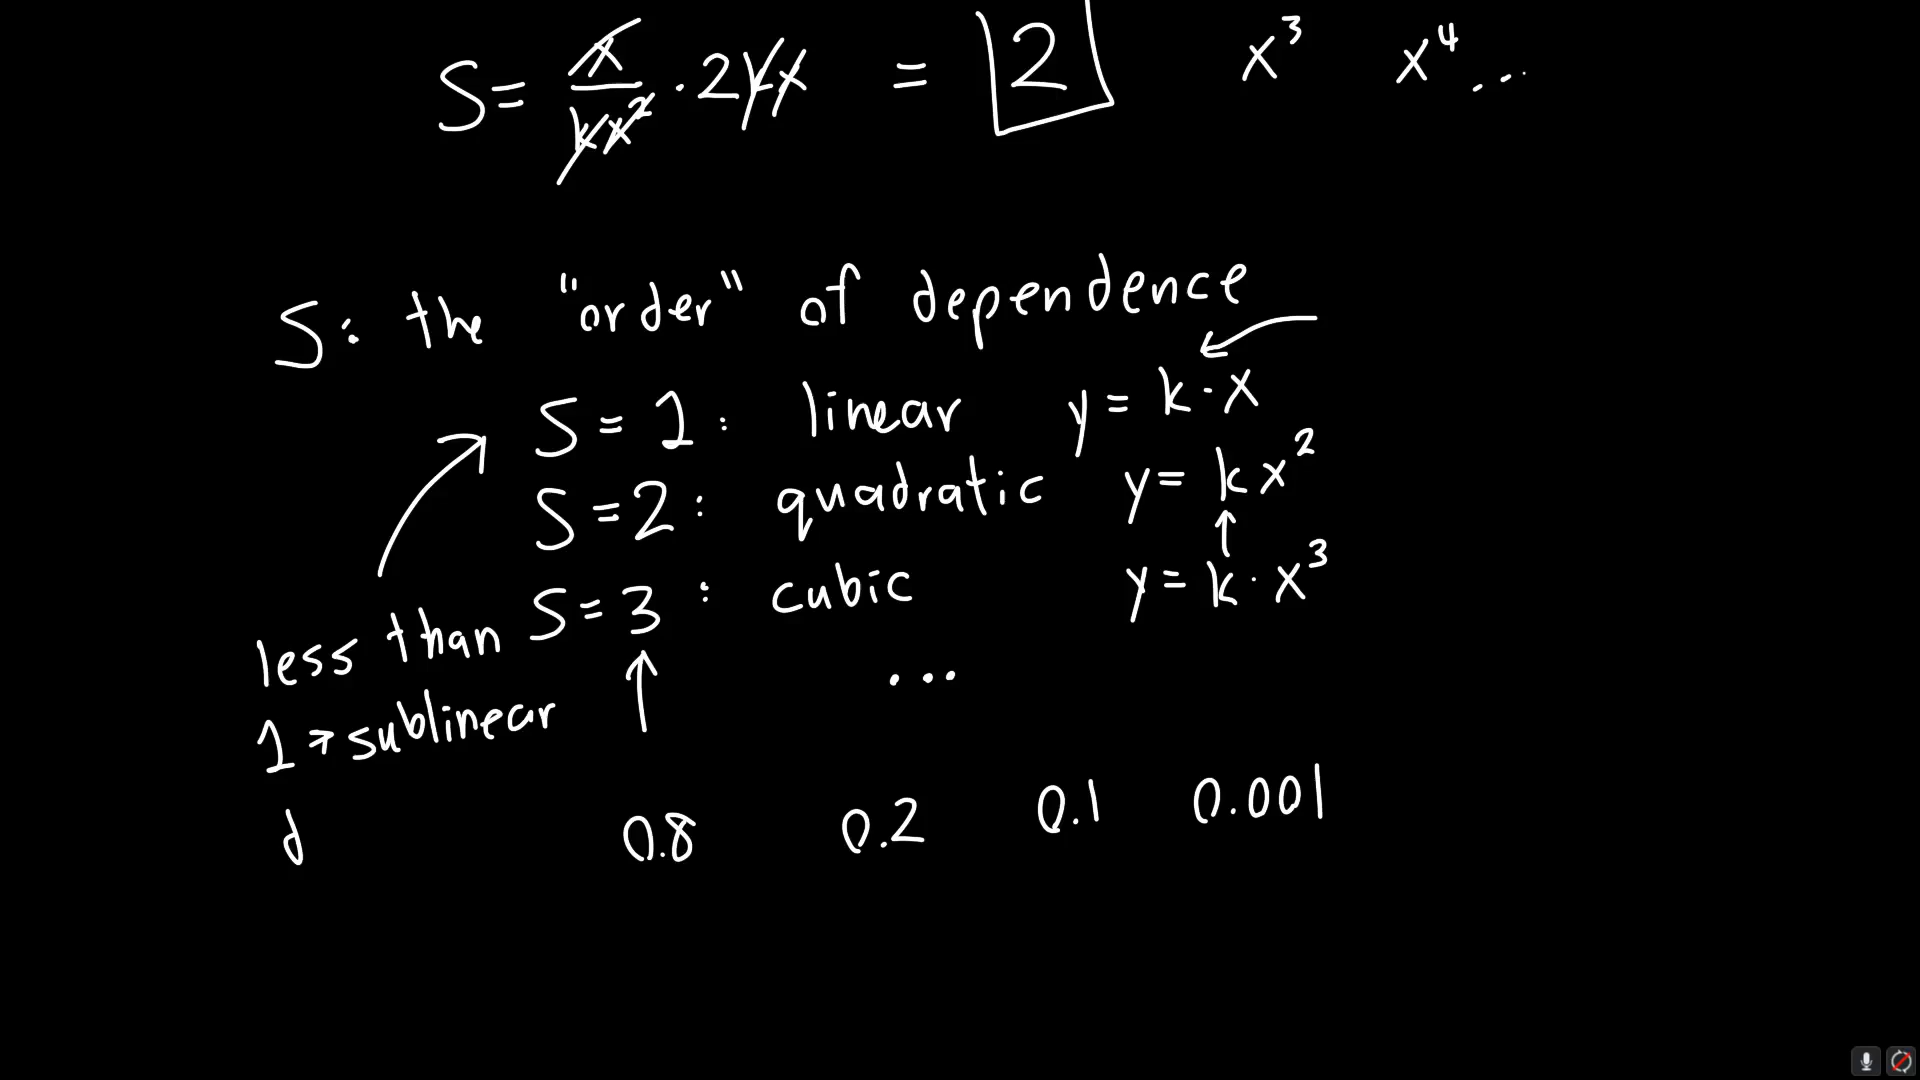 S = x/kx² · 2kx = 2 x³ x⁴ ...
S: the "order" of dependence
S = 1 : linear y = k · x
S = 2 : quadratic y = kx²
S = 3 : cubic y = k · x³
less than
1 → sublinear
...
d 0.8 0.2 0.1 0.001